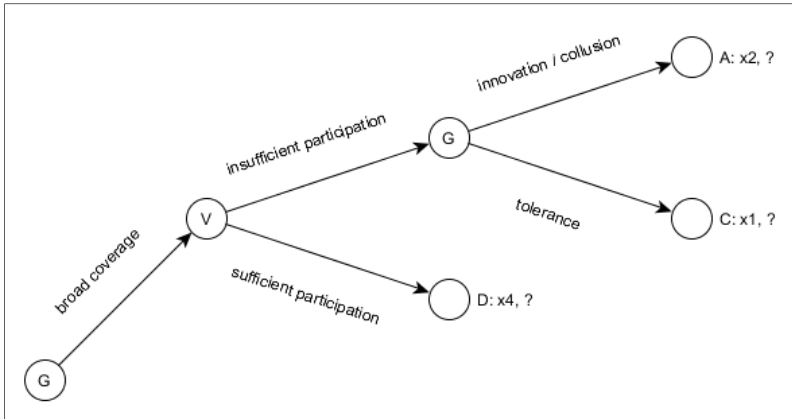 innovation / collusion
A: x2, ?
insufficient participation
G
V
tolerance
C: x1, ?
broad coverage
sufficient participation
D: x4, ?
G